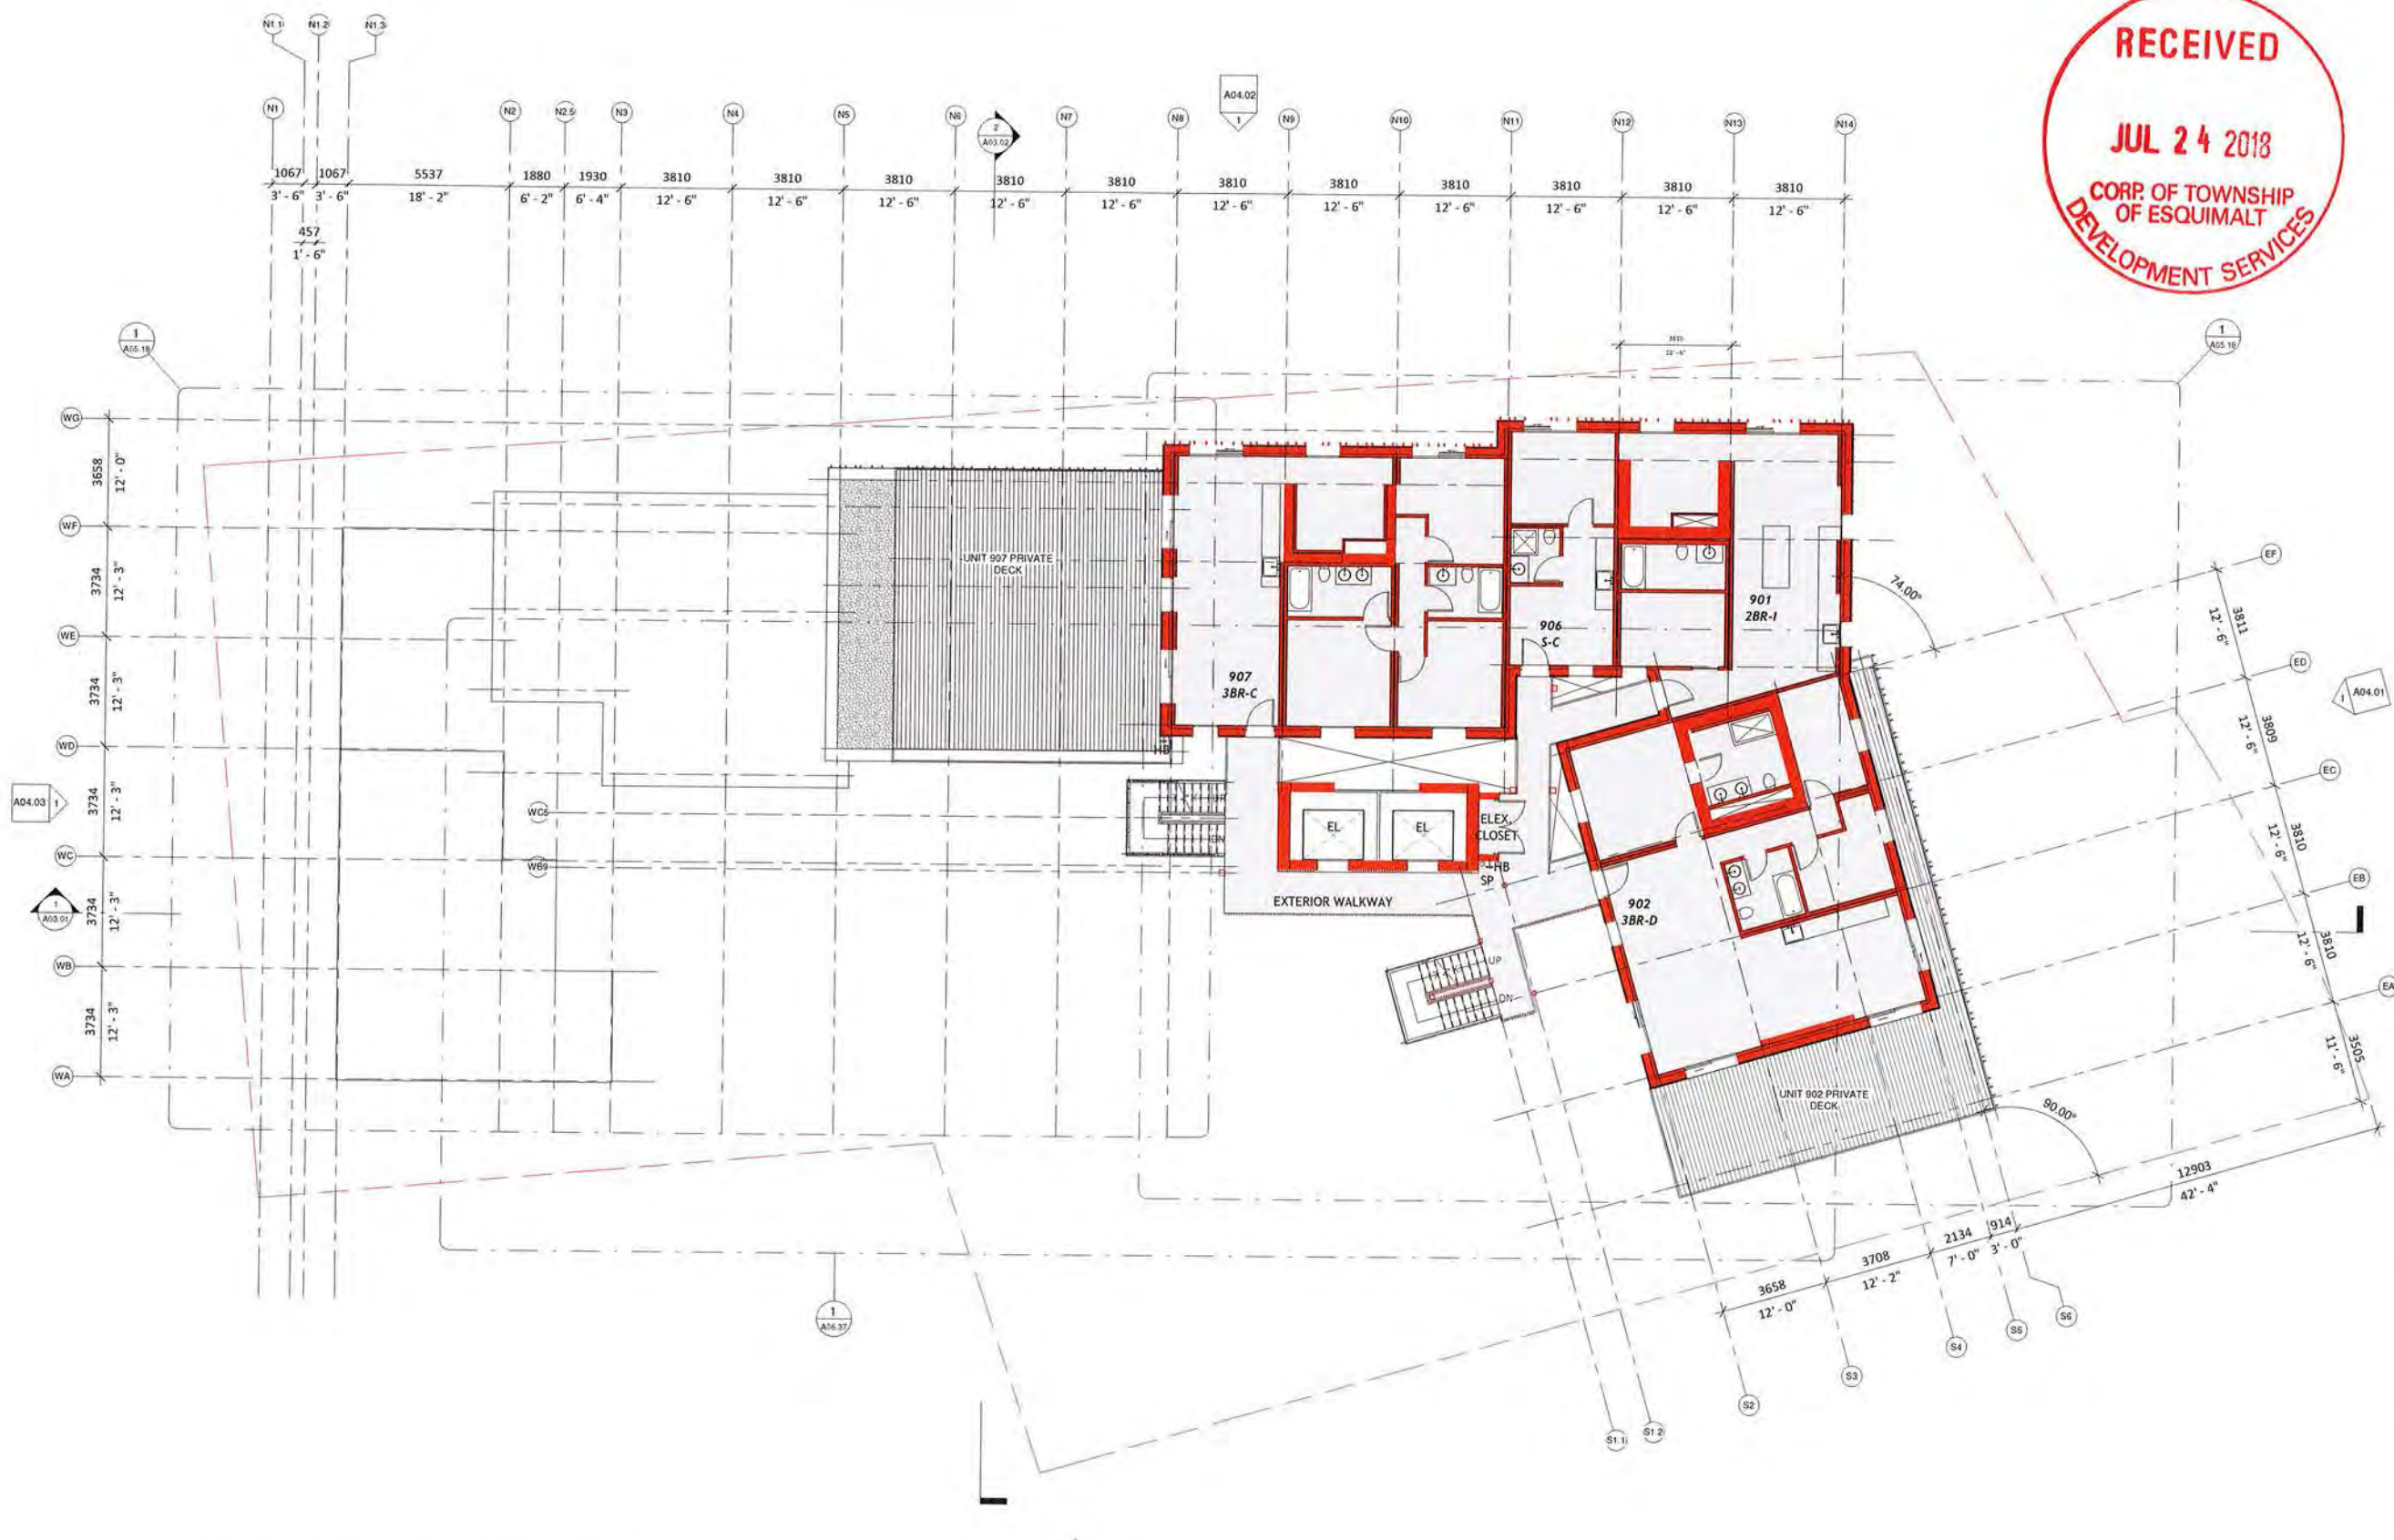 RECEIVED
JUL 24 2018
CORP. OF TOWNSHIP
OF ESQUIMALT
DEVELOPMENT SERVICES
N1.1
N1.2
N1.3
N1
N2
N2.5
N3
N4
N5
N6
N7
N8
N9
N10
N11
N12
N13
N14
A04.02
1
2
A03.02
1067
3' - 6"
457
1' - 6"
1067
3' - 6"
5537
18' - 2"
1880
6' - 2"
1930
6' - 4"
3810
12' - 6"
3810
12' - 6"
3810
12' - 6"
3810
12' - 6"
3810
12' - 6"
3810
12' - 6"
3810
12' - 6"
3810
12' - 6"
3810
12' - 6"
3810
12' - 6"
3810
12' - 6"
1
1
WG
3658
12' - 0"
WF
3734
12' - 3"
WE
3734
12' - 3"
WD
3734
12' - 3"
WC
3734
12' - 3"
WB
3734
12' - 3"
WA
A04.03
1
1
A03.01
WB9
UNIT 907 PRIVATE
DECK
907
3BR-C
906
S-C
901
2BR-I
HB
UP
DN
EL
EL
ELEX.
CLOSET
HB
SP
EXTERIOR WALKWAY
902
3BR-D
UP
DN
UNIT 902 PRIVATE
DECK
74.00°
90.00°
EF
3811
12' - 6"
ED
3809
12' - 6"
EC
3810
12' - 6"
EB
3810
12' - 6"
EA
3505
11' - 6"
1
A04.01
12903
42' - 4"
914
3' - 0"
2134
7' - 0"
3708
12' - 2"
3658
12' - 0"
S1.1
S1.2
S2
S3
S4
S5
S6
1
A06.37